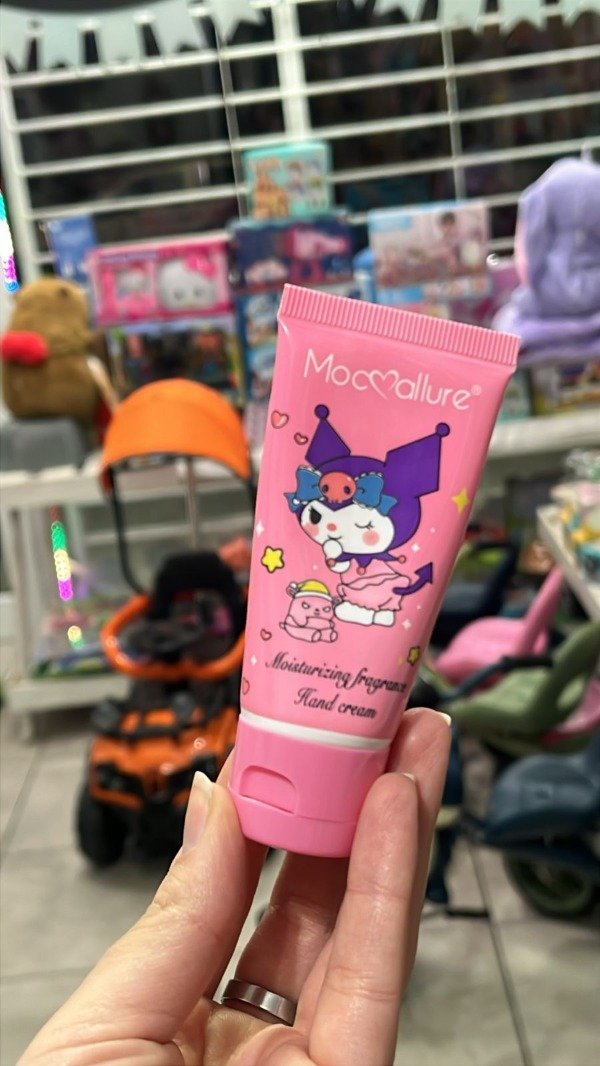 Mocallure®
Moisturizing fragrance
Hand cream